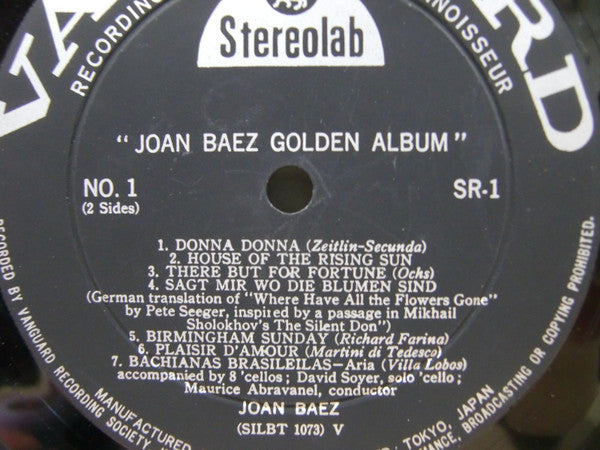 VA
RD
RECORDIN
NNOISSEUR
Stereolab
"JOAN BAEZ GOLDEN ALBUM"
NO. 1
SR-1
(2 Sides)
1. DONNA DONNA (Zeitlin-Secunda)
2. HOUSE OF THE RISING SUN
3. THERE BUT FOR FORTUNE (Ochs)
4. SAGT MIR WO DIE BLUMEN SIND
(German translation of "Where Have All the Flowers Gone"
by Pete Seeger, inspired by a passage in Mikhail
Sholokhov's The Silent Don")
5. BIRMINGHAM SUNDAY (Richard Farina)
6. PLAISIR D'AMOUR (Martini di Tedesco)
7. BACHIANAS BRASILEILAS-Aria (Villa Lobos)
accompanied by 8 'cellos; David Soyer, solo 'cello;
Maurice Abravanel, conductor
JOAN BAEZ
(SILBT 1073) V
RECORDED BY VANGUARD RECORDING SOCIETY IN
MANUFACTURED
TOKYO, JAPAN
MANCE, BROADCASTING OR COPYING PROHIBITED.